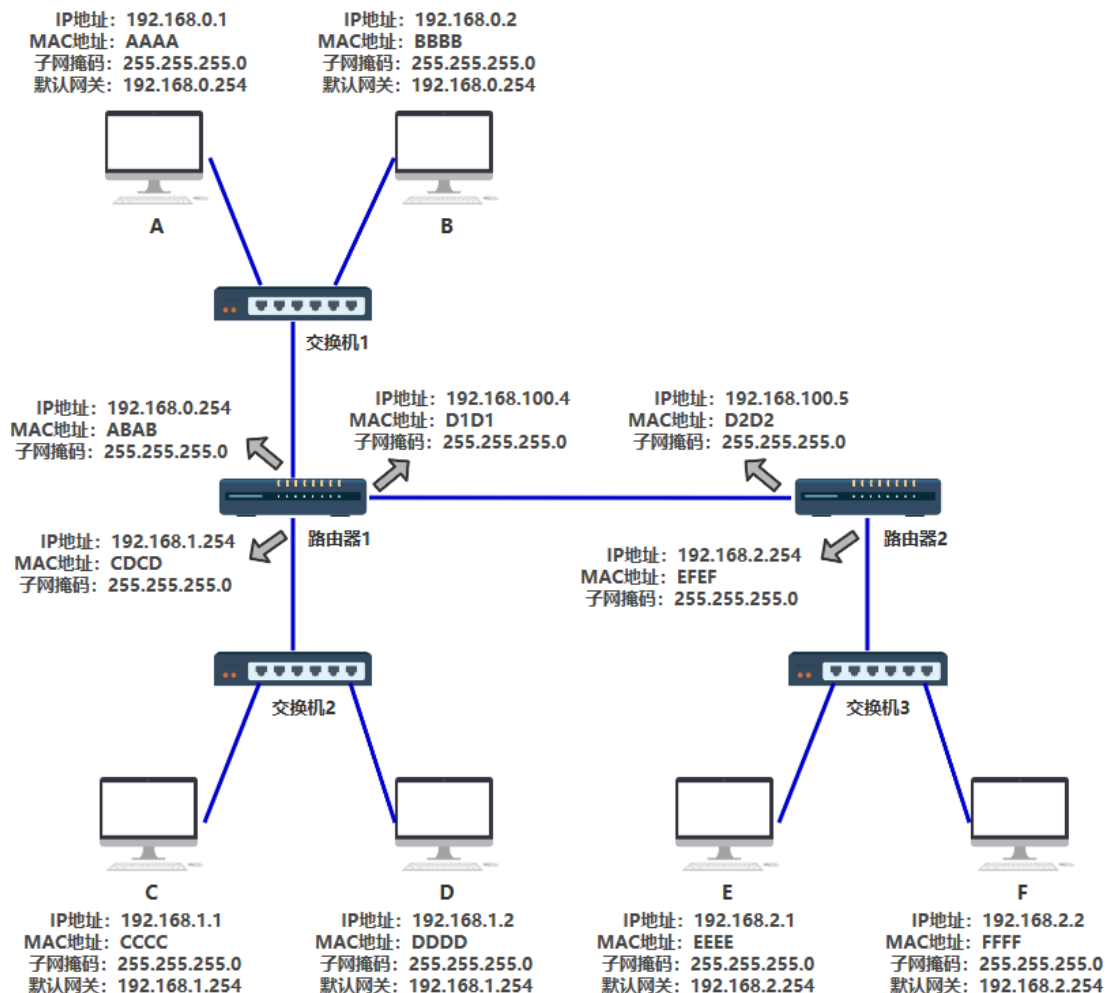 IP地址：192.168.0.1
MAC地址：AAAA
子网掩码：255.255.255.0
默认网关：192.168.0.254
IP地址：192.168.0.2
MAC地址：BBBB
子网掩码：255.255.255.0
默认网关：192.168.0.254
A
B
交换机1
IP地址：192.168.0.254
MAC地址：ABAB
子网掩码：255.255.255.0
IP地址：192.168.100.4
MAC地址：D1D1
子网掩码：255.255.255.0
IP地址：192.168.100.5
MAC地址：D2D2
子网掩码：255.255.255.0
路由器1
路由器2
IP地址：192.168.1.254
MAC地址：CDCD
子网掩码：255.255.255.0
IP地址：192.168.2.254
MAC地址：EFEF
子网掩码：255.255.255.0
交换机2
交换机3
C
D
E
F
IP地址：192.168.1.1
MAC地址：CCCC
子网掩码：255.255.255.0
默认网关：192.168.1.254
IP地址：192.168.1.2
MAC地址：DDDD
子网掩码：255.255.255.0
默认网关：192.168.1.254
IP地址：192.168.2.1
MAC地址：EEEE
子网掩码：255.255.255.0
默认网关：192.168.2.254
IP地址：192.168.2.2
MAC地址：FFFF
子网掩码：255.255.255.0
默认网关：192.168.2.254